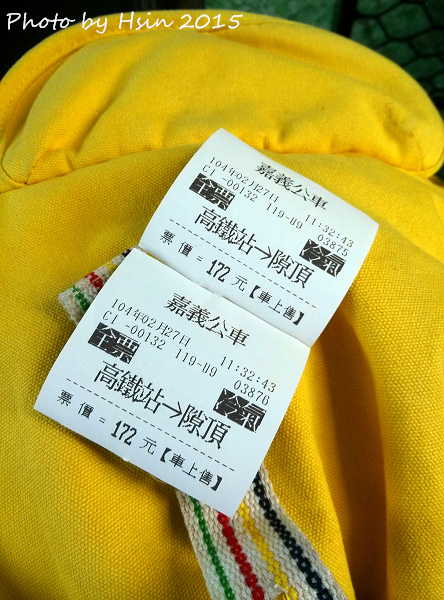 Photo by Hsin 2015
嘉義公車
104年02月27日 11:32:43
CI -00132 119-U9 03875
全票 冷氣
高鐵站→隙頂
票價 = 172 元【車上售】
嘉義公車
104年02月27日 11:32:43
CI -00132 119-U9 03876
全票 冷氣
高鐵站→隙頂
票價 = 172 元【車上售】